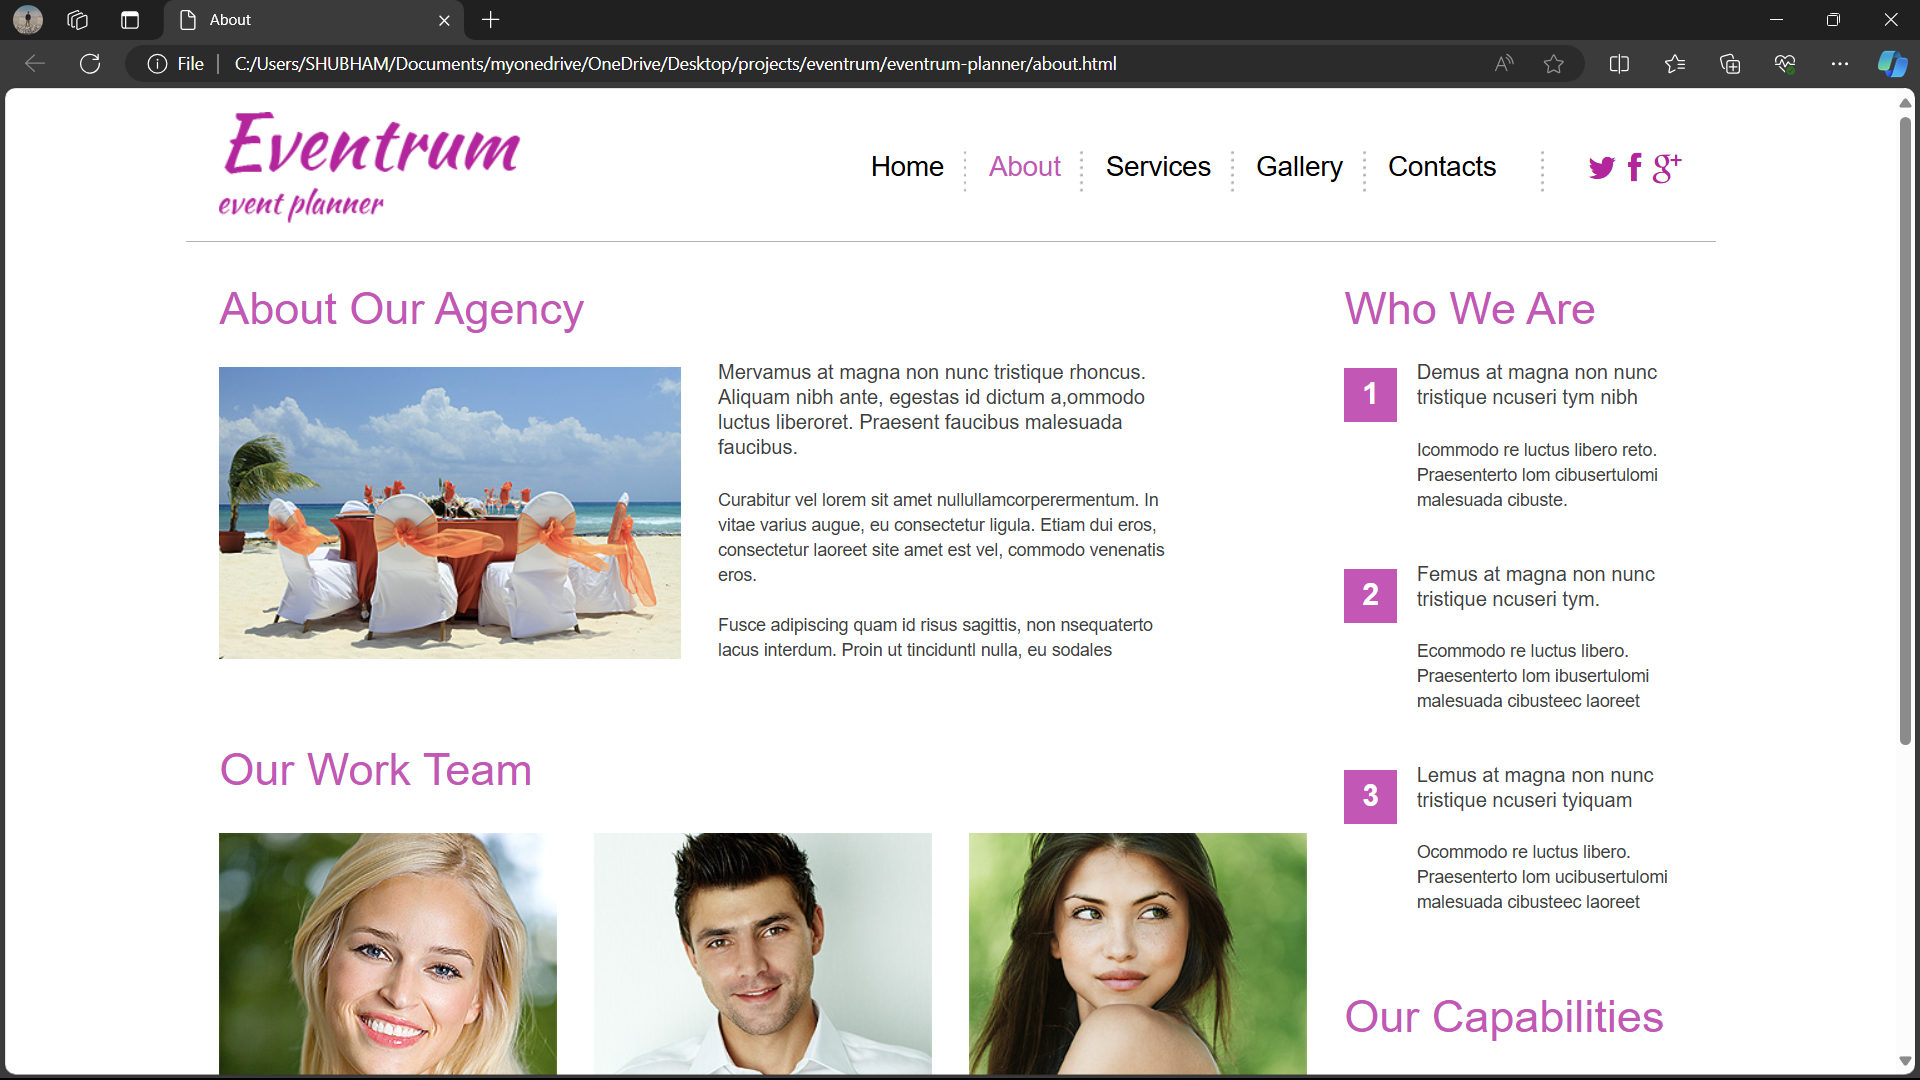 About
File
C:/Users/SHUBHAM/Documents/myonedrive/OneDrive/Desktop/projects/eventrum/eventrum-planner/about.html
Eventrum
event planner
Home
About
Services
Gallery
Contacts
About Our Agency
Mervamus at magna non nunc tristique rhoncus.
Aliquam nibh ante, egestas id dictum a,ommodo
luctus liberoret. Praesent faucibus malesuada
faucibus.
Curabitur vel lorem sit amet nullullamcorperermentum. In
vitae varius augue, eu consectetur ligula. Etiam dui eros,
consectetur laoreet site amet est vel, commodo venenatis
eros.
Fusce adipiscing quam id risus sagittis, non nsequaterto
lacus interdum. Proin ut tinciduntl nulla, eu sodales
Our Work Team
Who We Are
1
Demus at magna non nunc
tristique ncuseri tym nibh
Icommodo re luctus libero reto.
Praesenterto lom cibusertulomi
malesuada cibuste.
2
Femus at magna non nunc
tristique ncuseri tym.
Ecommodo re luctus libero.
Praesenterto lom ibusertulomi
malesuada cibusteec laoreet
3
Lemus at magna non nunc
tristique ncuseri tyiquam
Ocommodo re luctus libero.
Praesenterto lom ucibusertulomi
malesuada cibusteec laoreet
Our Capabilities